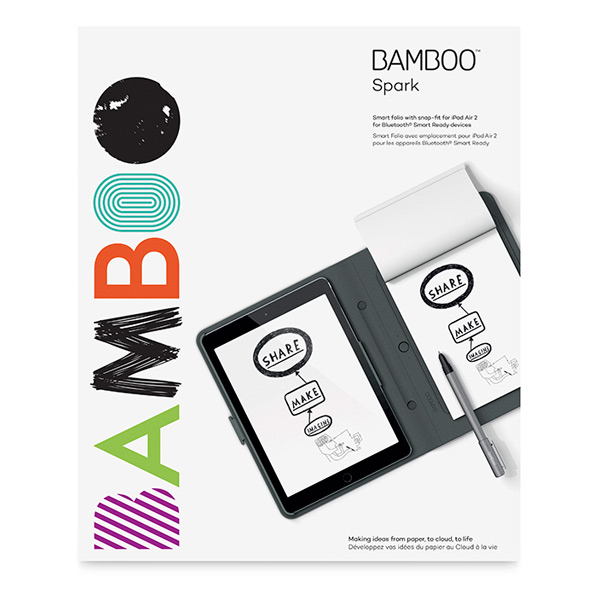 BAMBOO™
Spark
Smart folio with snap-fit for iPad Air 2
for Bluetooth® Smart Ready devices
Smart Folio avec emplacement pour iPad Air 2
pour les appareils Bluetooth® Smart Ready
BAMBOO
SHARE
MAKE
IMAGINE
SHARE
MAKE
IMAGINE
Making ideas from paper, to cloud, to life
Développez vos idées du papier au Cloud à la vie